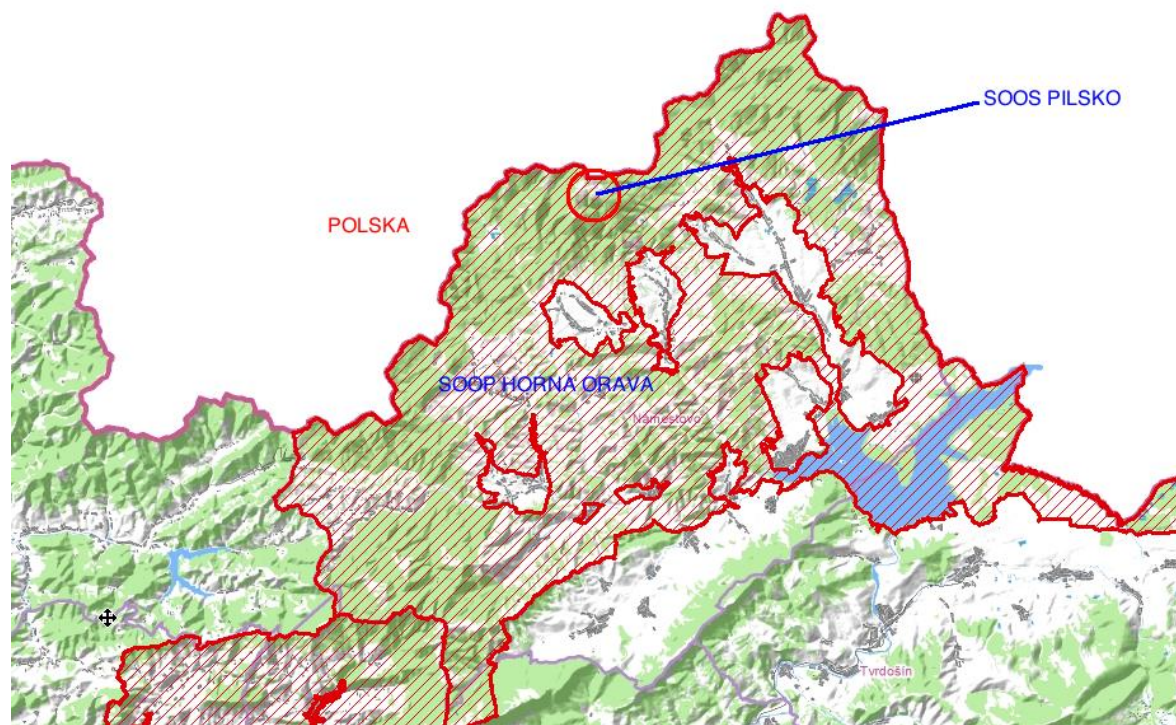 SOOS PILSKO
POLSKA
SOOP HORNA ORAVA
Námestovo
Tvrdošín